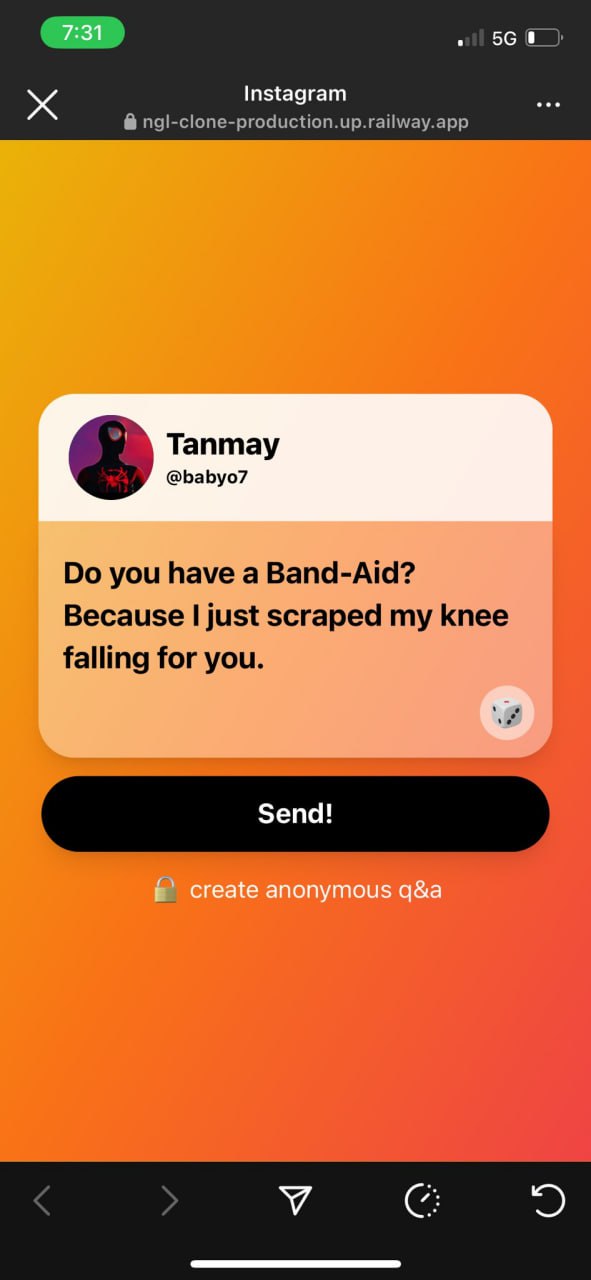 7:31
5G
Instagram
ngl-clone-production.up.railway.app
Tanmay
@babyo7
Do you have a Band-Aid?
Because I just scraped my knee
falling for you.
Send!
create anonymous q&a